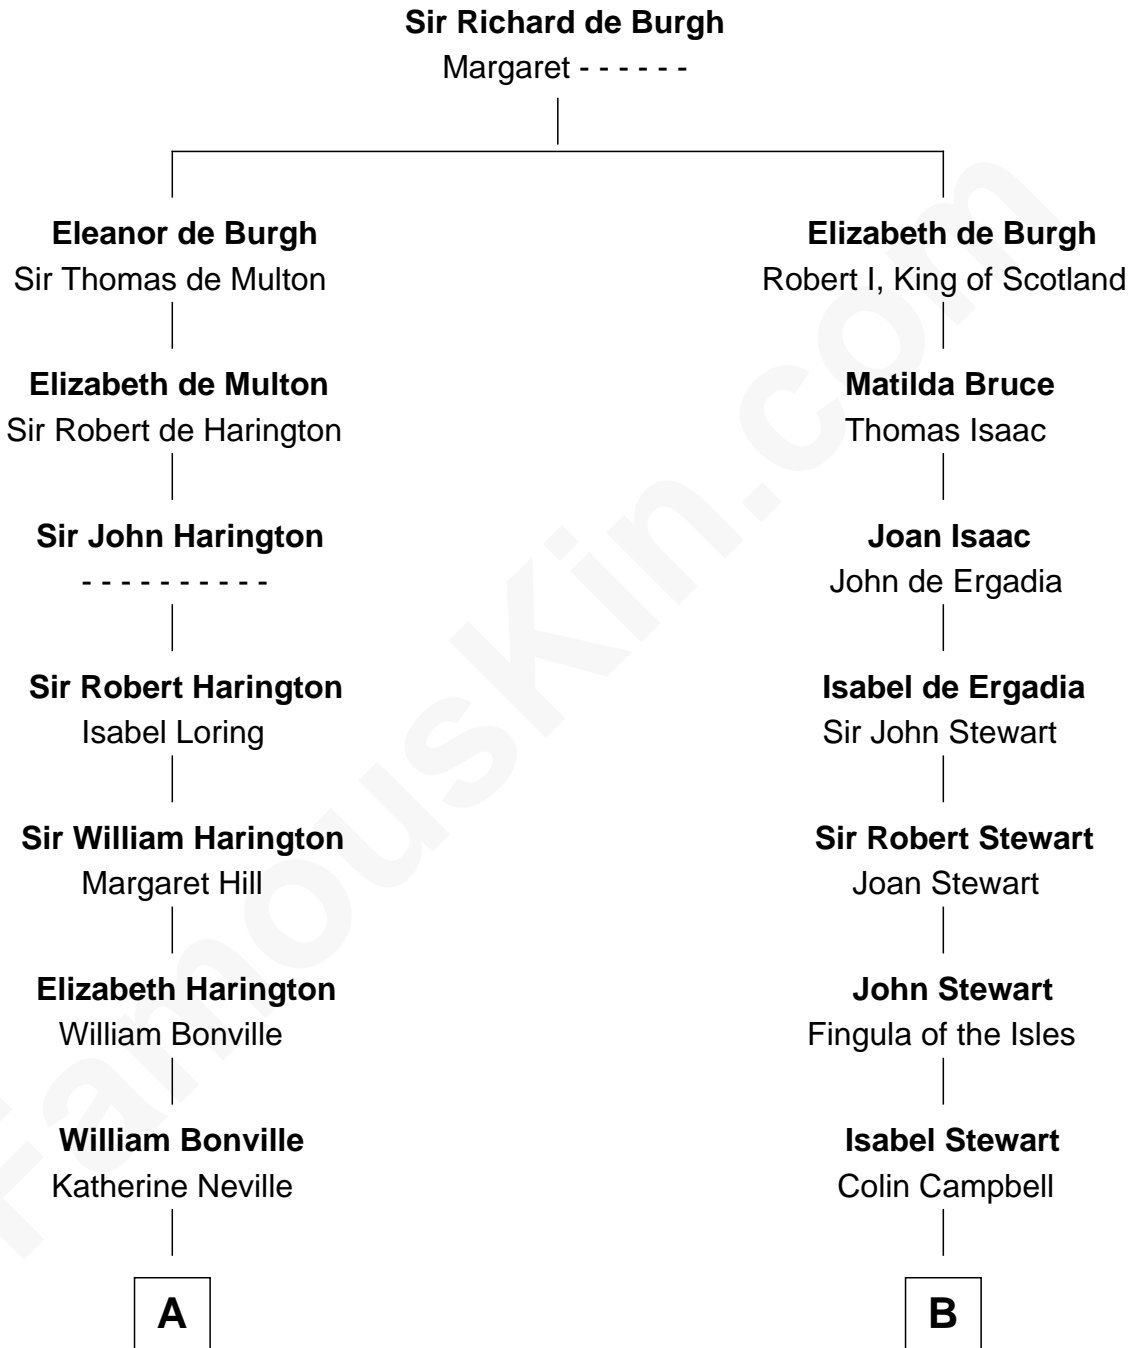 Sir Richard de Burgh
Margaret - - - - - -
Eleanor de Burgh
Sir Thomas de Multon
Elizabeth de Burgh
Robert I, King of Scotland
Elizabeth de Multon
Sir Robert de Harington
Matilda Bruce
Thomas Isaac
Sir John Harington
- - - - - - - - - -
Joan Isaac
John de Ergadia
Sir Robert Harington
Isabel Loring
Isabel de Ergadia
Sir John Stewart
Sir William Harington
Margaret Hill
Sir Robert Stewart
Joan Stewart
Elizabeth Harington
William Bonville
John Stewart
Fingula of the Isles
William Bonville
Katherine Neville
Isabel Stewart
Colin Campbell
A
B
FamousKin.com